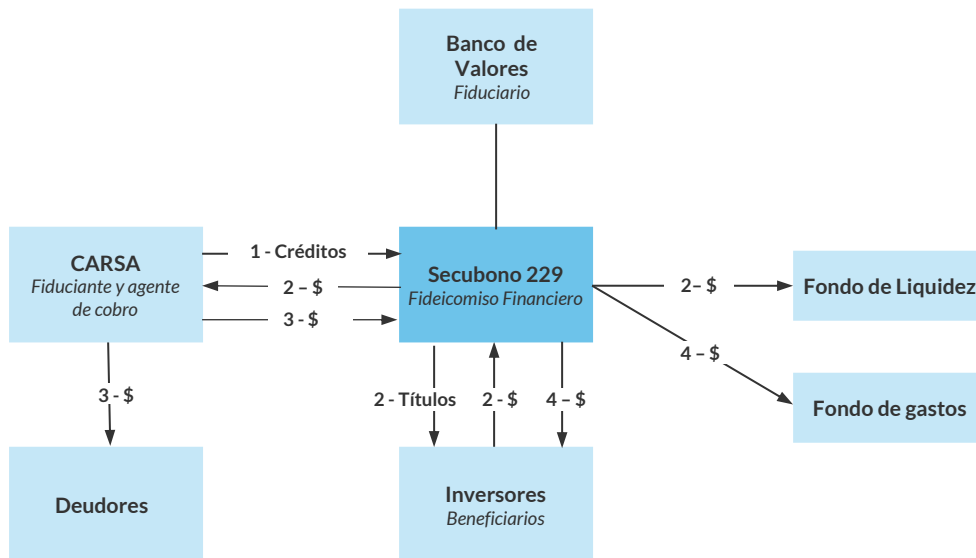 Banco de
Valores
Fiduciario
CARSA
Fiduciante y agente
de cobro
1 - Créditos
2 – $
3 - $
Secubono 229
Fideicomiso Financiero
2– $
Fondo de Liquidez
4 – $
Fondo de gastos
3 - $
2 - Títulos
2 - $
4 – $
Deudores
Inversores
Beneficiarios